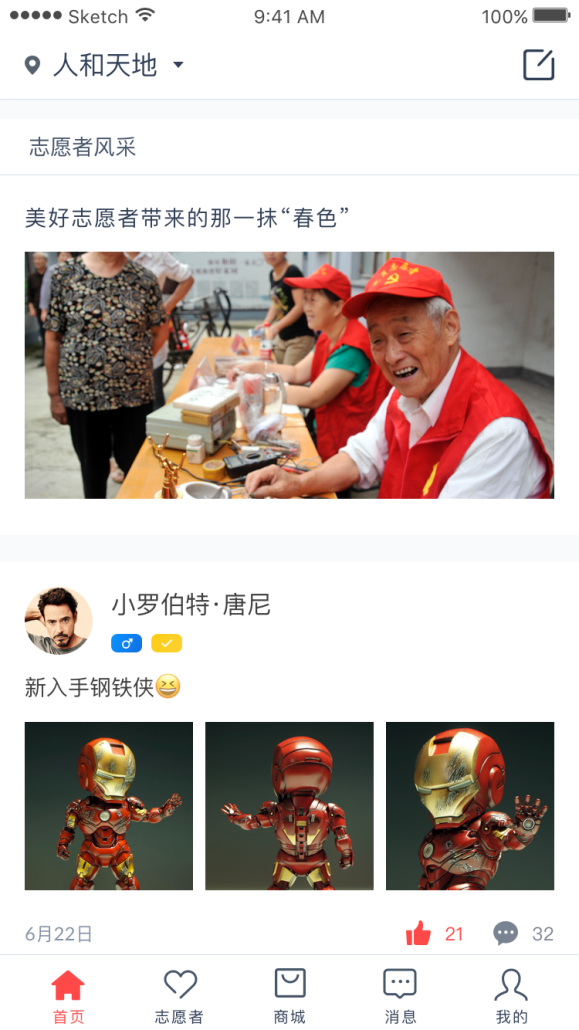 Sketch 9:41 AM 100%
人和天地
志愿者风采
美好志愿者带来的那一抹“春色”
小罗伯特·唐尼
新入手钢铁侠😆
6月22日 21 32
首页 志愿者 商城 消息 我的